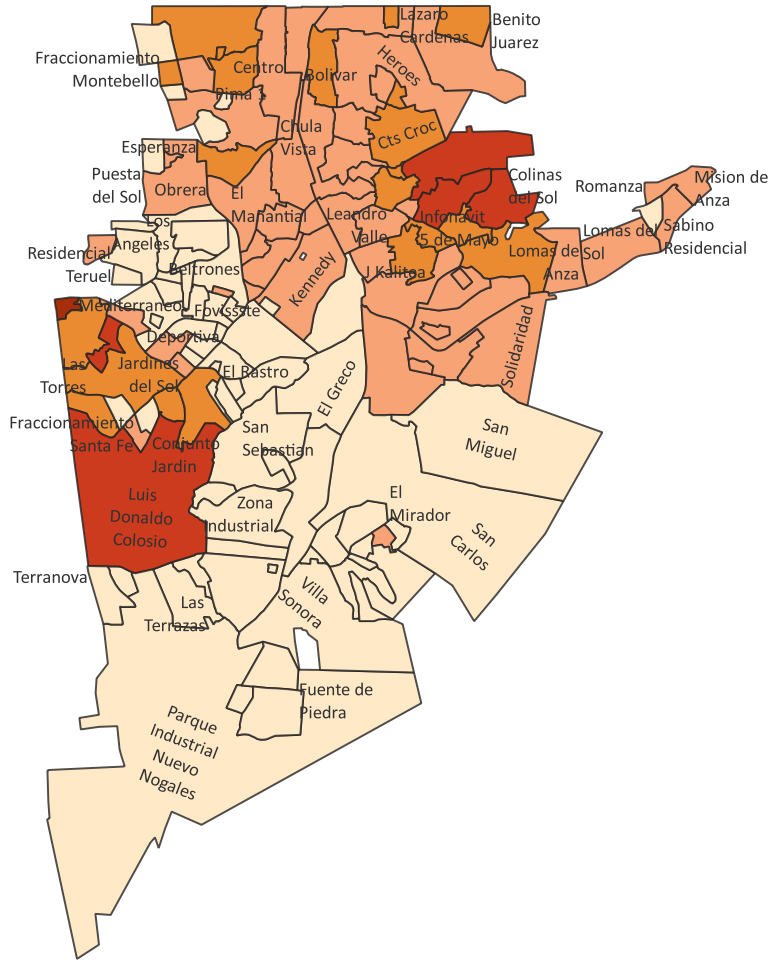 Lazaro
Cardenas
Benito
Juarez
Fraccionamiento
Montebello
Centro
Bolivar
Heroes
Pima 1
Chula
Vista
Cts Croc
Esperanza
Puesta
del Sol
Obrera
El
Manantial
Colinas
del Sol
Romanza
Mision de
Anza
Leandro
Valle
Infonavit
5 de Mayo
Los
Angeles
Residencial
Teruel
Beltrones
Kennedy
J Kalitea
Lomas de
Anza
Lomas del
Sol
Sabino
Residencial
Mediterraneo
Fovissste
Deportiva
Solidaridad
Las
Torres
Jardines
del Sol
El Rastro
El Greco
Fraccionamiento
Santa Fe
Conjunto
Jardin
San
Sebastian
San
Miguel
Luis
Donaldo
Colosio
Zona
Industrial
El
Mirador
San
Carlos
Terranova
Las
Terrazas
Villa
Sonora
Fuente de
Piedra
Parque
Industrial
Nuevo
Nogales